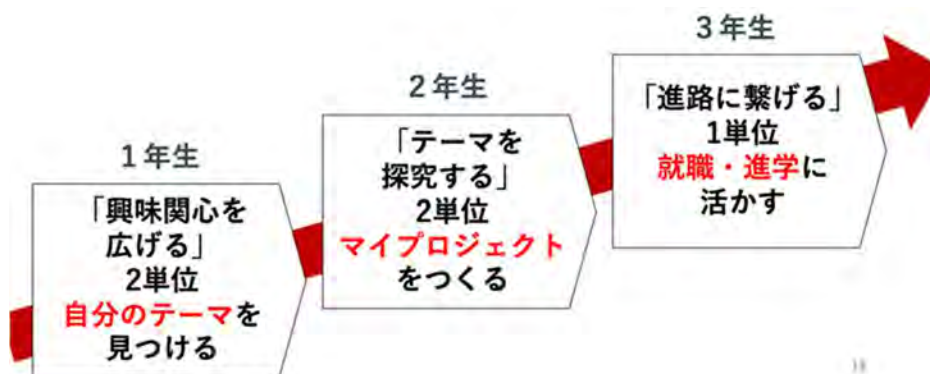 1年生
「興味関心を
広げる」
2単位
自分のテーマを
見つける
2年生
「テーマを
探究する」
2単位
マイプロジェクト
をつくる
3年生
「進路に繋げる」
1単位
就職・進学に
活かす